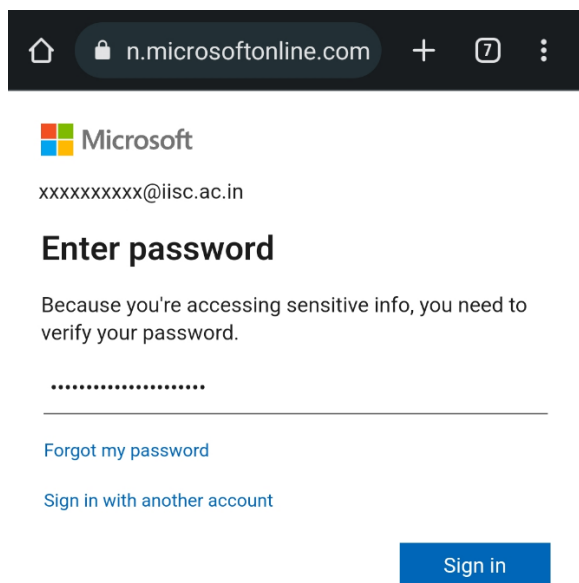 n.microsoftonline.com
7
Microsoft
xxxxxxxxxx@iisc.ac.in
Enter password
Because you're accessing sensitive info, you need to
verify your password.
••••••••••••••••••••••
Forgot my password
Sign in with another account
Sign in